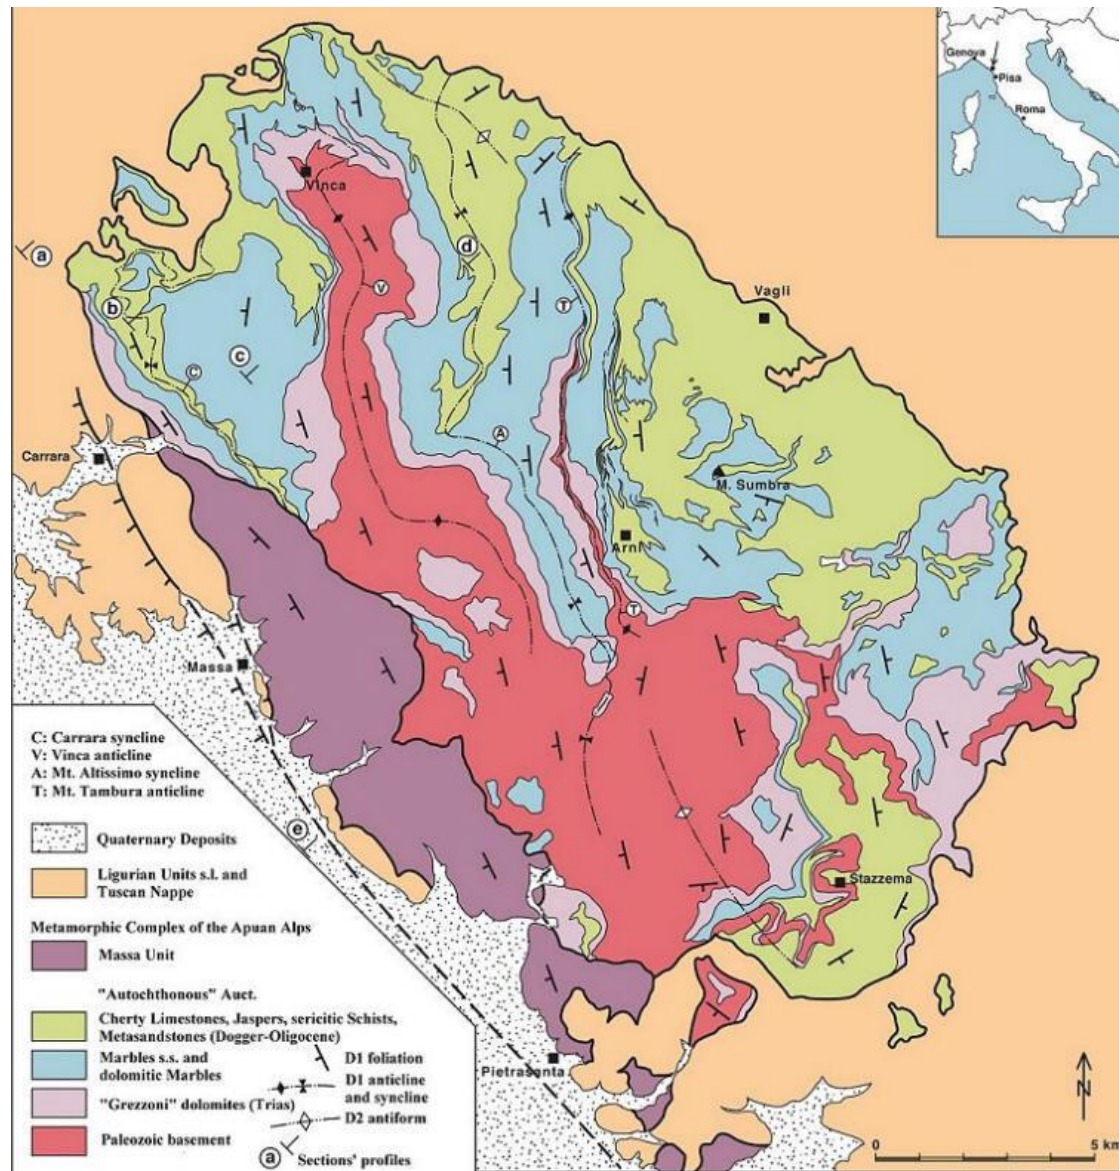 Genova
Pisa
Roma
Vinca
a
d
V
b
T
Vagli
c
C
A
Carrara
M. Sumbra
Arni
T
Massa
C: Carrara syncline
V: Vinca anticline
A: Mt. Altissimo syncline
T: Mt. Tambura anticline
e
Quaternary Deposits
Ligurian Units s.l. and
Tuscan Nappe
Stazzema
Metamorphic Complex of the Apuan Alps
Massa Unit
"Autochthonous" Auct.
Cherty Limestones, Jaspers, sericitic Schists,
Metasandstones (Dogger-Oligocene)
Marbles s.s. and
dolomitic Marbles
"Grezzoni" dolomites (Trias)
Paleozoic basement
D1 foliation
D1 anticline
and syncline
D2 antiform
a Sections' profiles
Pietrasanta
N
0 5 km